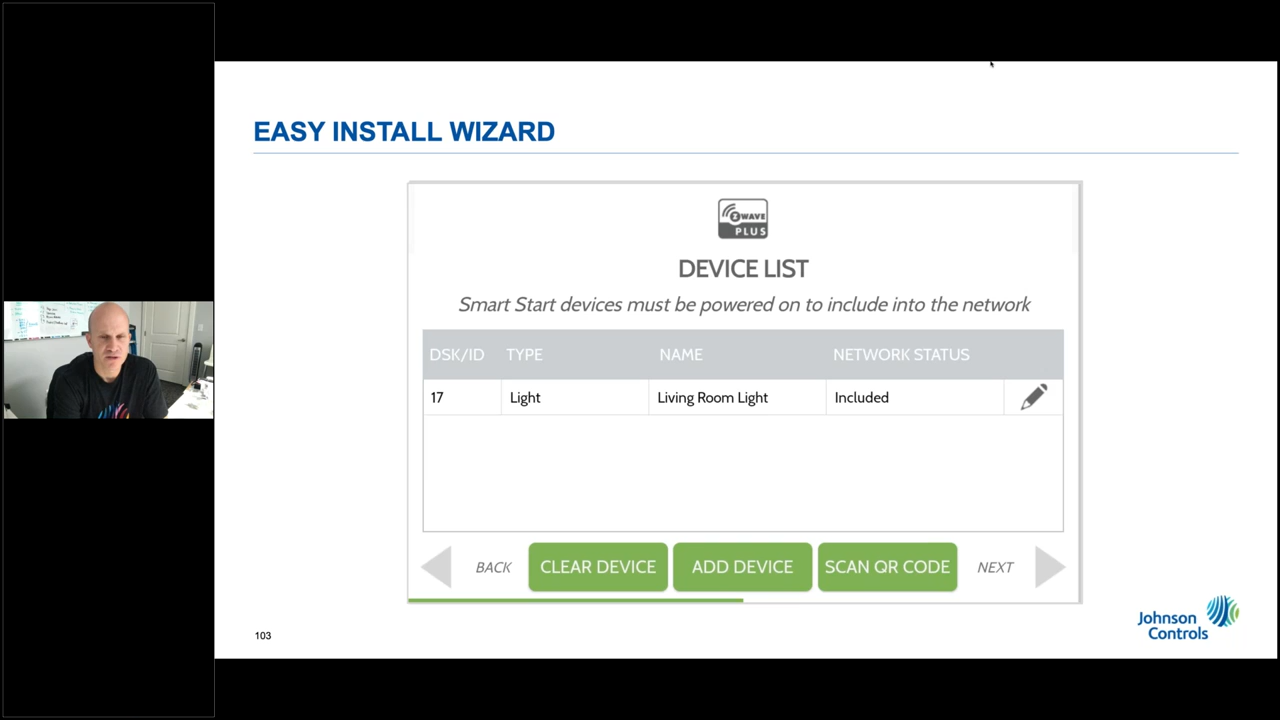 EASY INSTALL WIZARD
Z WAVE
PLUS
DEVICE LIST
Smart Start devices must be powered on to include into the network
DSK/ID TYPE NAME NETWORK STATUS
17 Light Living Room Light Included
BACK CLEAR DEVICE ADD DEVICE SCAN QR CODE NEXT
103
Johnson
Controls